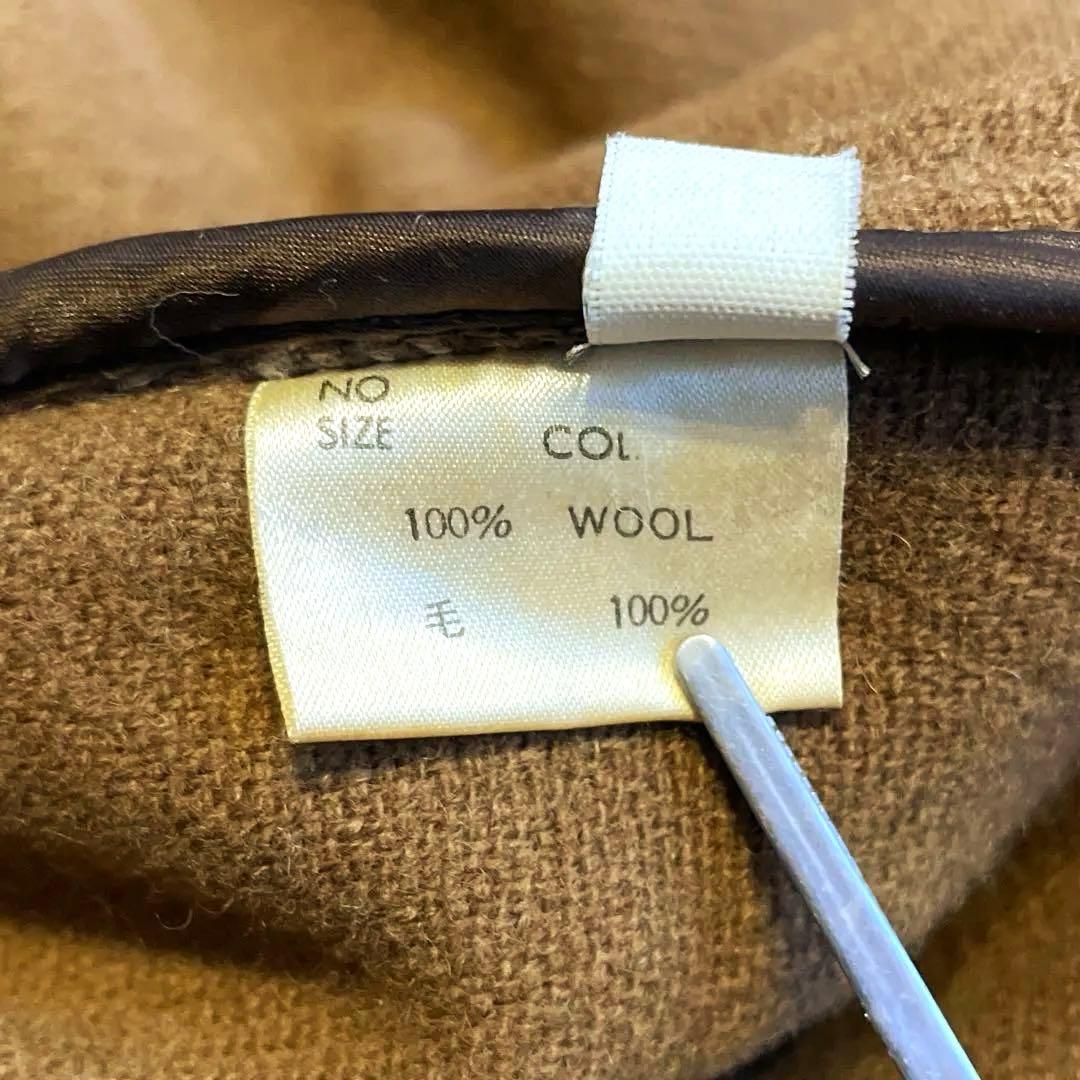 NO
SIZE COL.
100% WOOL
毛 100%